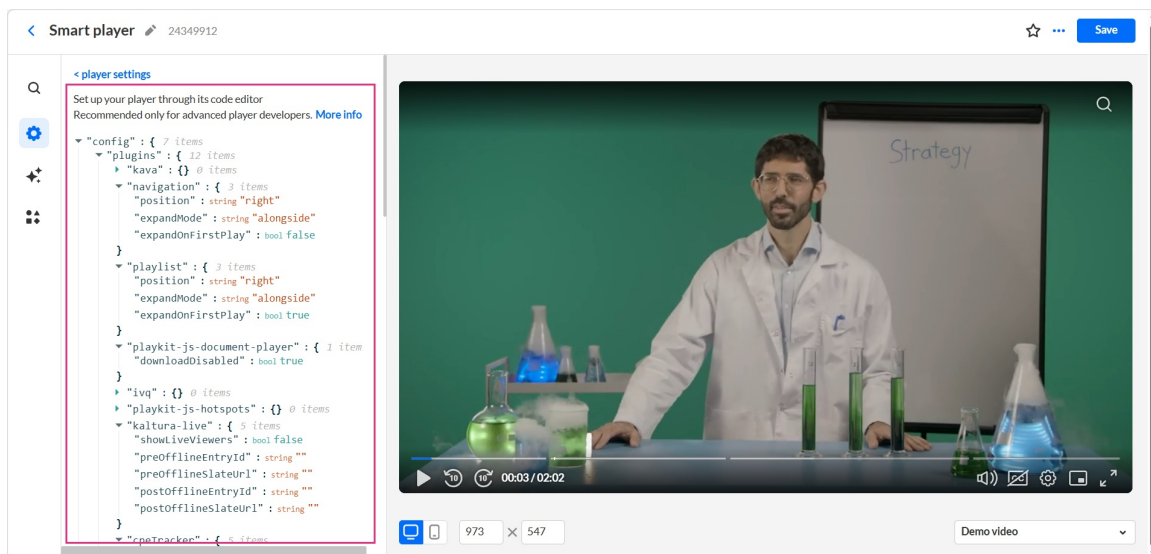 Smart player 24349912
Save
< player settings
Set up your player through its code editor
Recommended only for advanced player developers. More info
"config" : { 7 items
"plugins" : { 12 items
"kava" : {} 0 items
"navigation" : { 3 items
"position" : string "right"
"expandMode" : string "alongside"
"expandOnFirstPlay" : bool false
}
"playlist" : { 3 items
"position" : string "right"
"expandMode" : string "alongside"
"expandOnFirstPlay" : bool true
}
"playkit-js-document-player" : { 1 item
"downloadDisabled" : bool true
}
"ivq" : {} 0 items
"playkit-js-hotspots" : {} 0 items
"kaltura-live" : { 5 items
"showLiveViewers" : bool false
"preOfflineEntryId" : string ""
"preOfflineSlateUrl" : string ""
"postOfflineEntryId" : string ""
"postOfflineSlateUrl" : string ""
}
"cpeTracker" : { 5 items
Strategy
10 10 00:03 / 02:02
973 × 547
Demo video